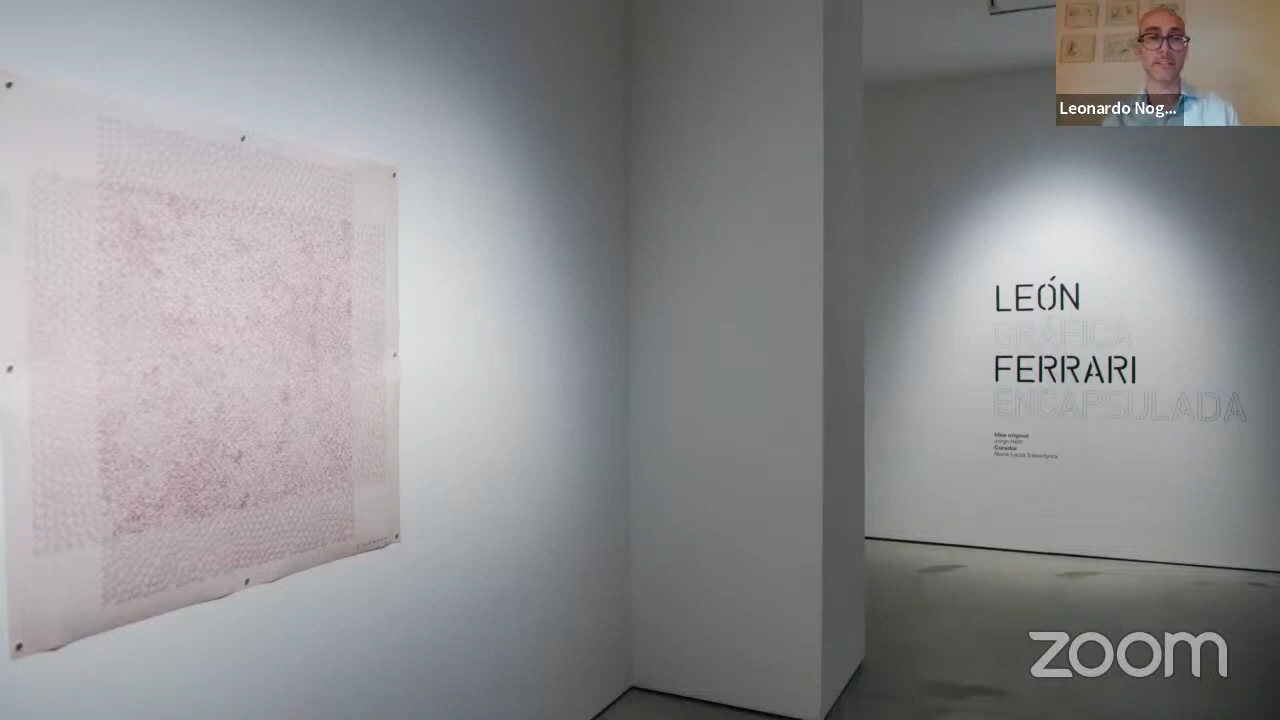 Leonardo Nog...
LEÓN
GRÁFICA
FERRARI
ENCAPSULADA
Idea original
Curador
zoom